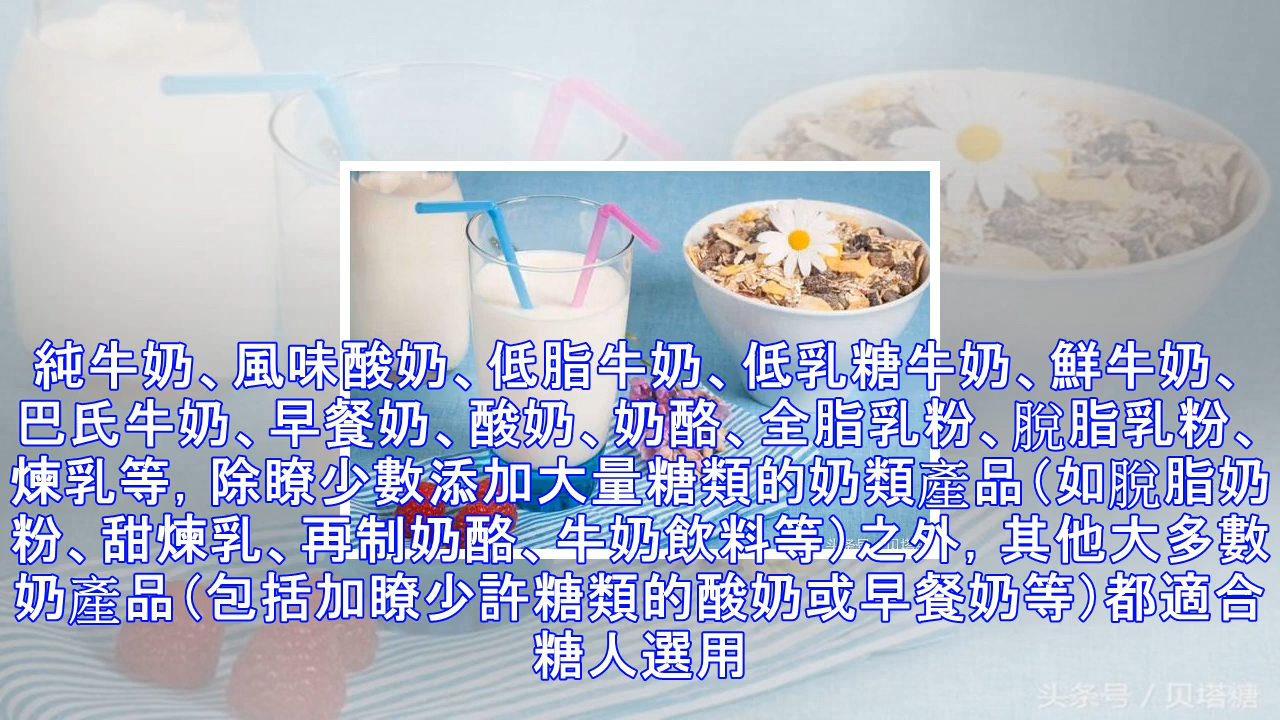 純牛奶、風味酸奶、低脂牛奶、低乳糖牛奶、鮮牛奶、
巴氏牛奶、早餐奶、酸奶、奶酪、全脂乳粉、脫脂乳粉、
煉乳等，除瞭少數添加大量糖類的奶類產品（如脫脂奶
粉、甜煉乳、再制奶酪、牛奶飲料等）之外，其他大多數
奶產品（包括加瞭少許糖類的酸奶或早餐奶等）都適合
糖人選用
头条号 / 贝塔糖